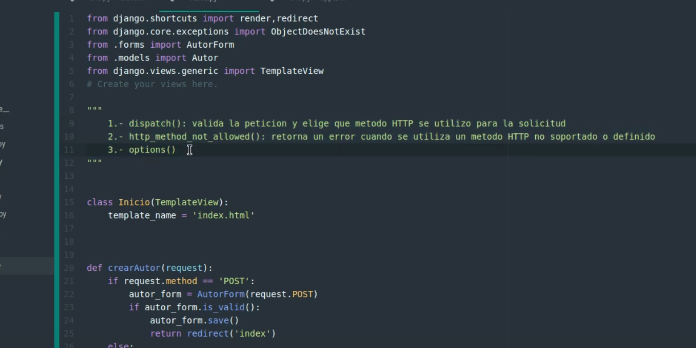 1 from django.shortcuts import render,redirect
2 from django.core.exceptions import ObjectDoesNotExist
3 from .forms import AutorForm
4 from .models import Autor
5 from django.views.generic import TemplateView
6 # Create your views here.
7
8 """
9 1.- dispatch(): valida la peticion y elige que metodo HTTP se utilizo para la solicitud
10 2.- http_method_not_allowed(): retorna un error cuando se utiliza un metodo HTTP no soportado o definido
11 3.- options()
12 """
13
14
15 class Inicio(TemplateView):
16 template_name = 'index.html'
17
18
19
20 def crearAutor(request):
21 if request.method == 'POST':
22 autor_form = AutorForm(request.POST)
23 if autor_form.is_valid():
24 autor_form.save()
25 return redirect('index')
26 else: